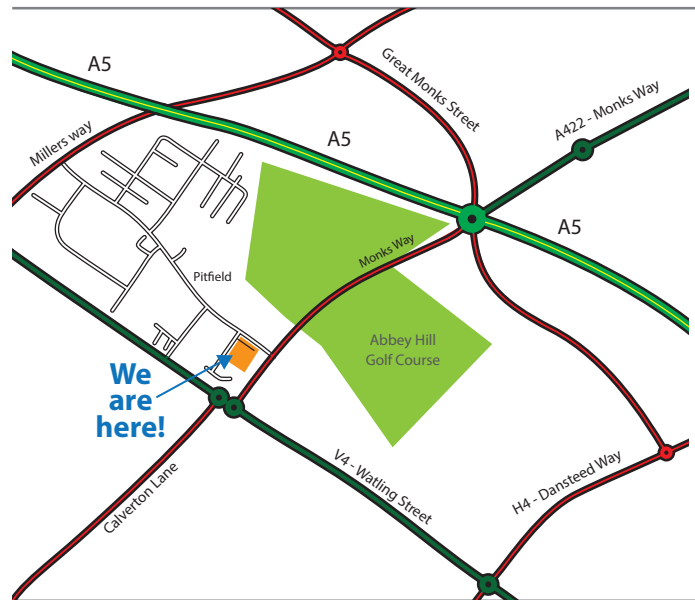 A5
Great Monks Street
A422 - Monks Way
Millers way
A5
A5
Monks Way
Pitfield
Abbey Hill
Golf Course
We
are
here!
V4 - Watling Street
H4 - Dansteed Way
Calverton Lane